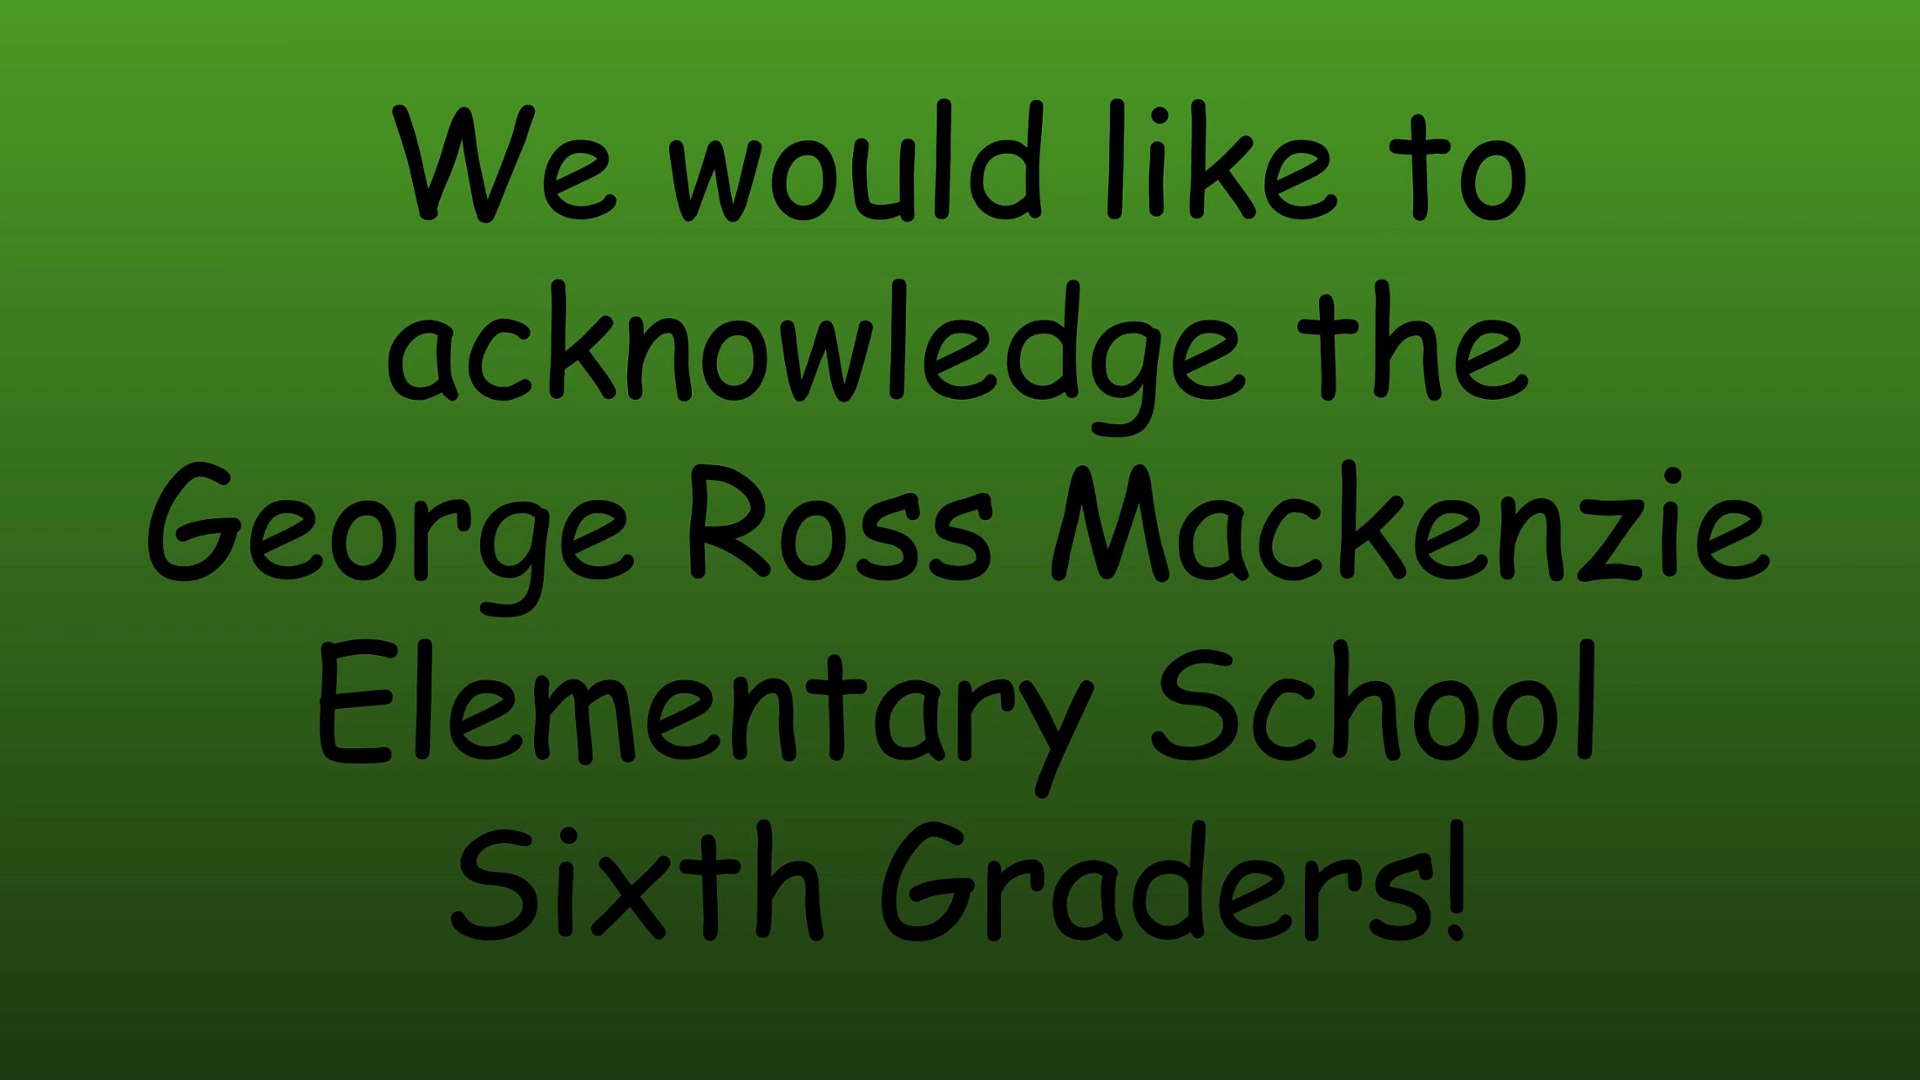 We would like to
acknowledge the
George Ross Mackenzie
Elementary School
Sixth Graders!